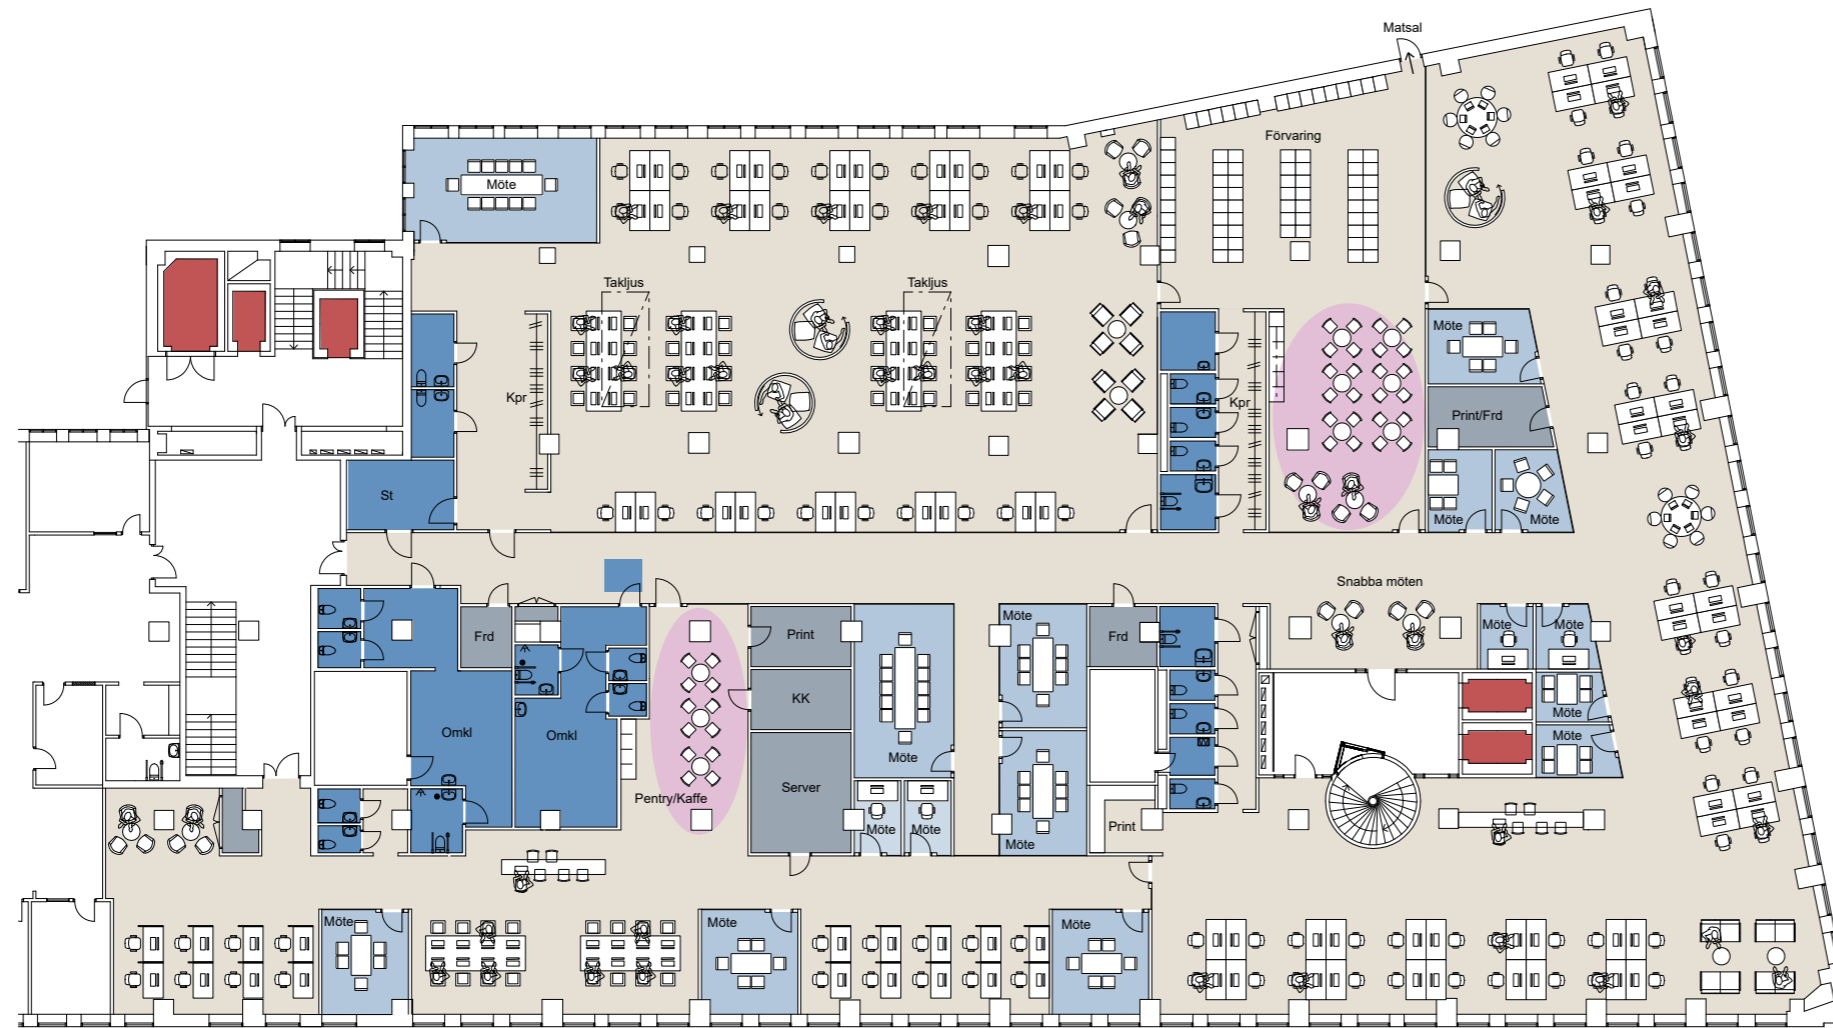 Matsal
Förvaring
Möte
Takljus
Takljus
Möte
Kpr
Kpr
Print/Frd
St
Möte
Möte
Snabba möten
Möte
Möte
Möte
Frd
Print
Frd
KK
Möte
Omkl
Omkl
Möte
Möte
Server
Pentry/Kaffe
Möte
Möte
Print
Möte
Möte
Möte
Möte